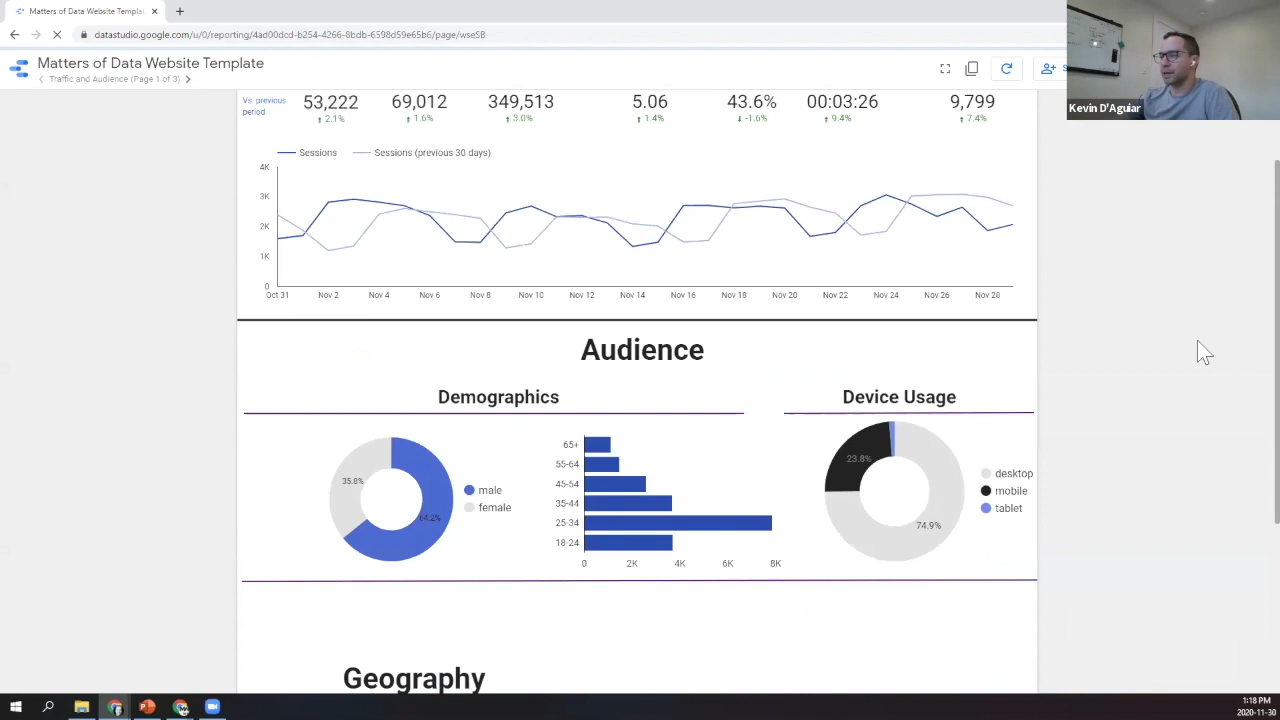 Matters of Data Website Templa
datastudio.google.com/u/0/reporting/4ad00dcd-b254-4266-8bdb-6598d59e65b6/page/wseSB
Matters of Data Website Template
Traffic and Audience (Page 1 of 3)
Kevin D'Aguiar
Vs. previous
period
53,222 69,012 349,513 5.06 43.6% 00:03:26 9,799
2.1% 1.6% 3.0% 1.4% -1.6% 9.4% 7.4%
Sessions Sessions (previous 30 days)
4K
3K
2K
1K
0
Oct 31 Nov 2 Nov 4 Nov 6 Nov 8 Nov 10 Nov 12 Nov 14 Nov 16 Nov 18 Nov 20 Nov 22 Nov 24 Nov 26 Nov 28
Audience
Demographics
35.8%
64.2%
male
female
65+
55-64
45-54
35-44
25-34
18-24
0 2K 4K 6K 8K
Device Usage
23.8%
74.9%
desktop
mobile
tablet
Geography
1:18 PM
2020-11-30